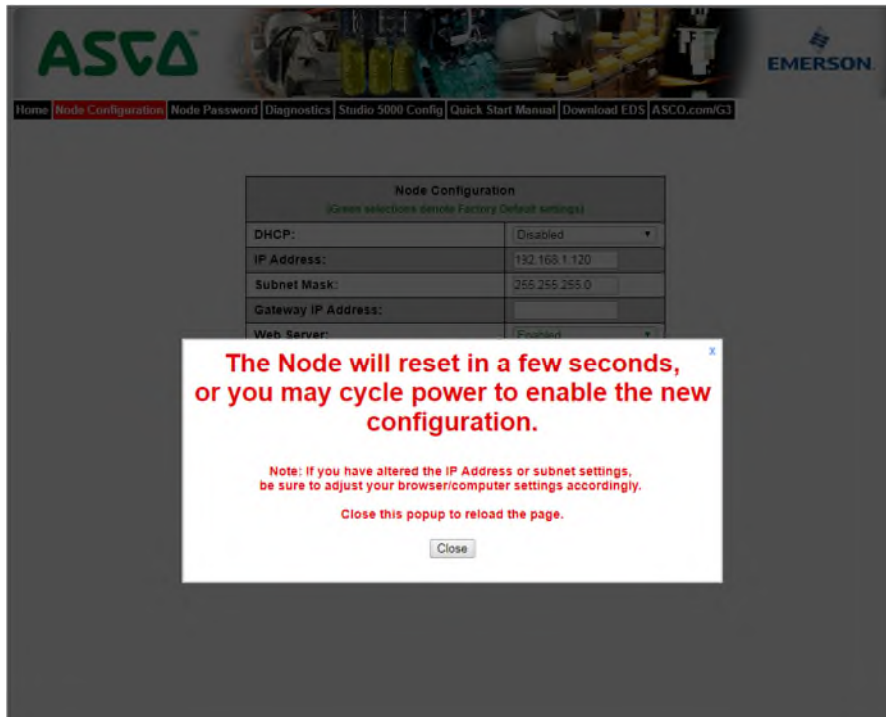 ASCO™
EMERSON.
Home Node Configuration Node Password Diagnostics Studio 5000 Config Quick Start Manual Download EDS ASCO.com/G3
Node Configuration
(Green selections denote Factory Default settings)
DHCP: Disabled
IP Address: 192.168.1.120
Subnet Mask: 255.255.255.0
Gateway IP Address:
Web Server: Enabled
x
The Node will reset in a few seconds,
or you may cycle power to enable the new
configuration.
Note: If you have altered the IP Address or subnet settings,
be sure to adjust your browser/computer settings accordingly.
Close this popup to reload the page.
Close